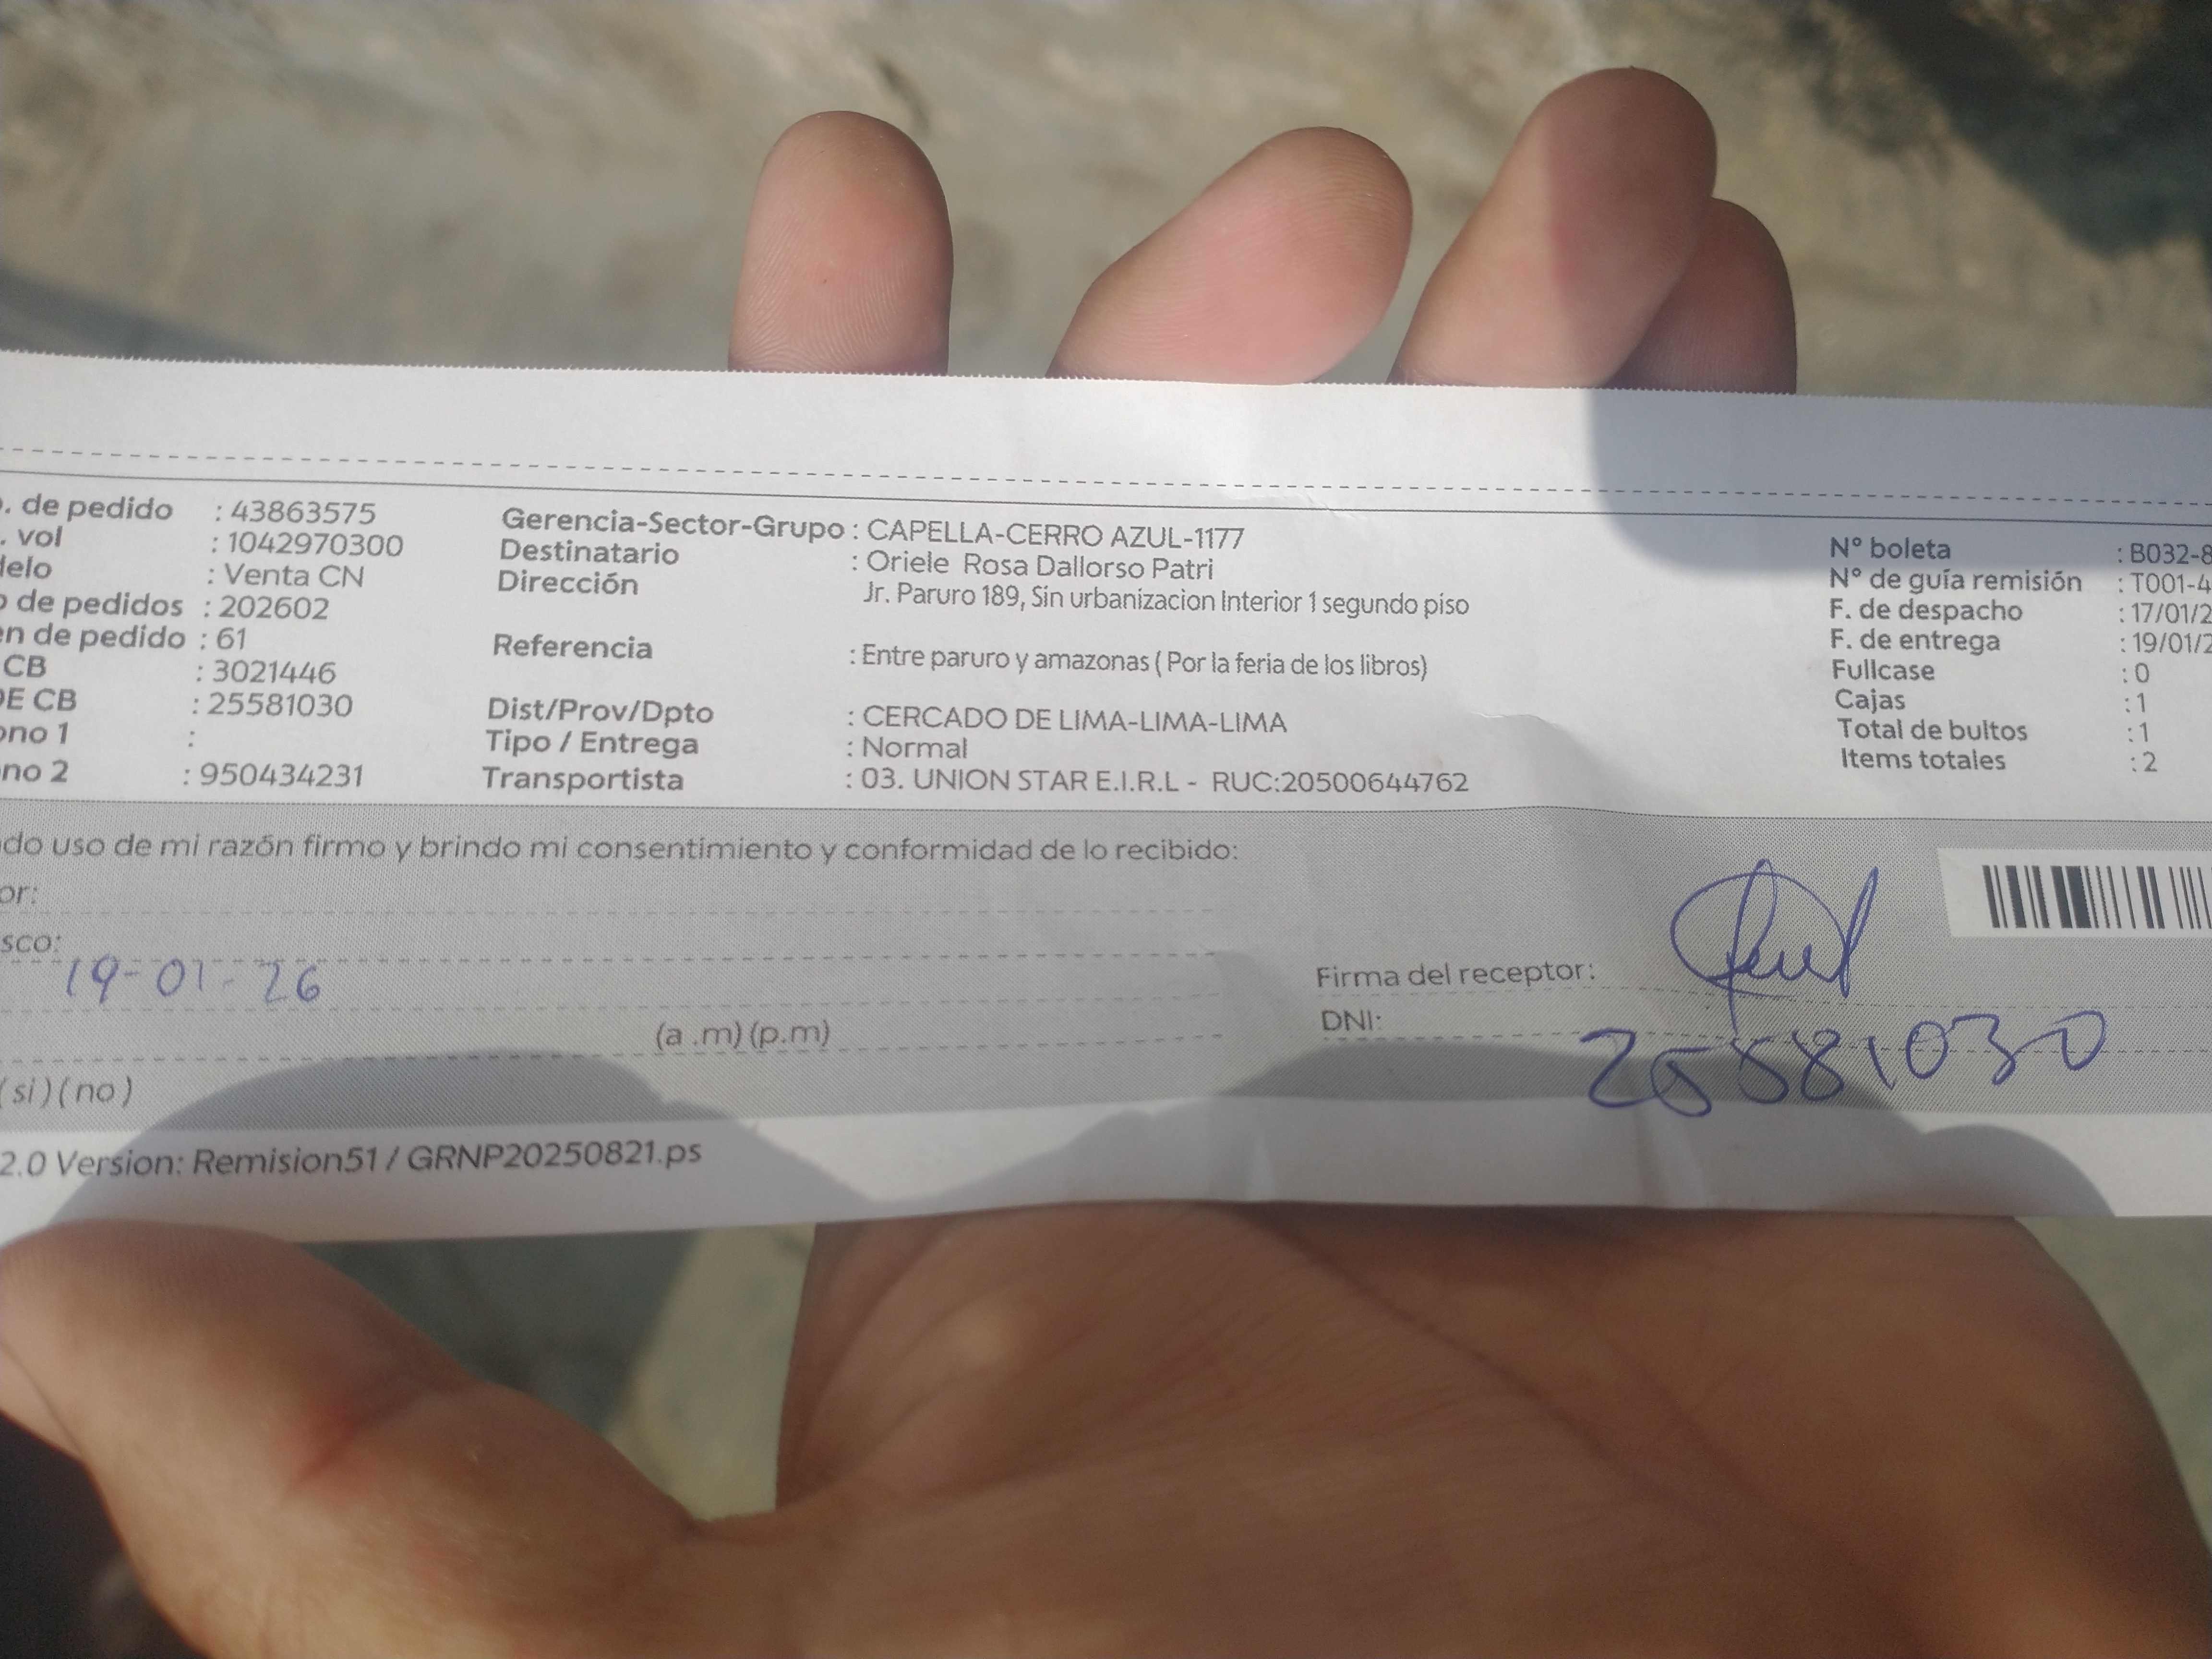 . de pedido : 43863575
. vol : 1042970300
delo : Venta CN
o de pedidos : 202602
en de pedido : 61
CB : 3021446
DE CB : 25581030
ono 1 :
no 2 : 950434231
Gerencia-Sector-Grupo : CAPELLA-CERRO AZUL-1177
Destinatario : Oriele Rosa Dallorso Patri
Dirección Jr. Paruro 189, Sin urbanizacion Interior 1 segundo piso
Referencia : Entre paruro y amazonas ( Por la feria de los libros)
Dist/Prov/Dpto : CERCADO DE LIMA-LIMA-LIMA
Tipo / Entrega : Normal
Transportista : 03. UNION STAR E.I.R.L - RUC:20500644762
N° boleta : B032-8
N° de guía remisión : T001-4
F. de despacho : 17/01/2
F. de entrega : 19/01/2
Fullcase : 0
Cajas : 1
Total de bultos : 1
Items totales : 2
do uso de mi razón firmo y brindo mi consentimiento y conformidad de lo recibido:
or:
sco:
19-01-26
(a .m) (p.m)
( si ) ( no )
Firma del receptor:
DNI: 25581030
2.0 Version: Remision51 / GRNP20250821.ps